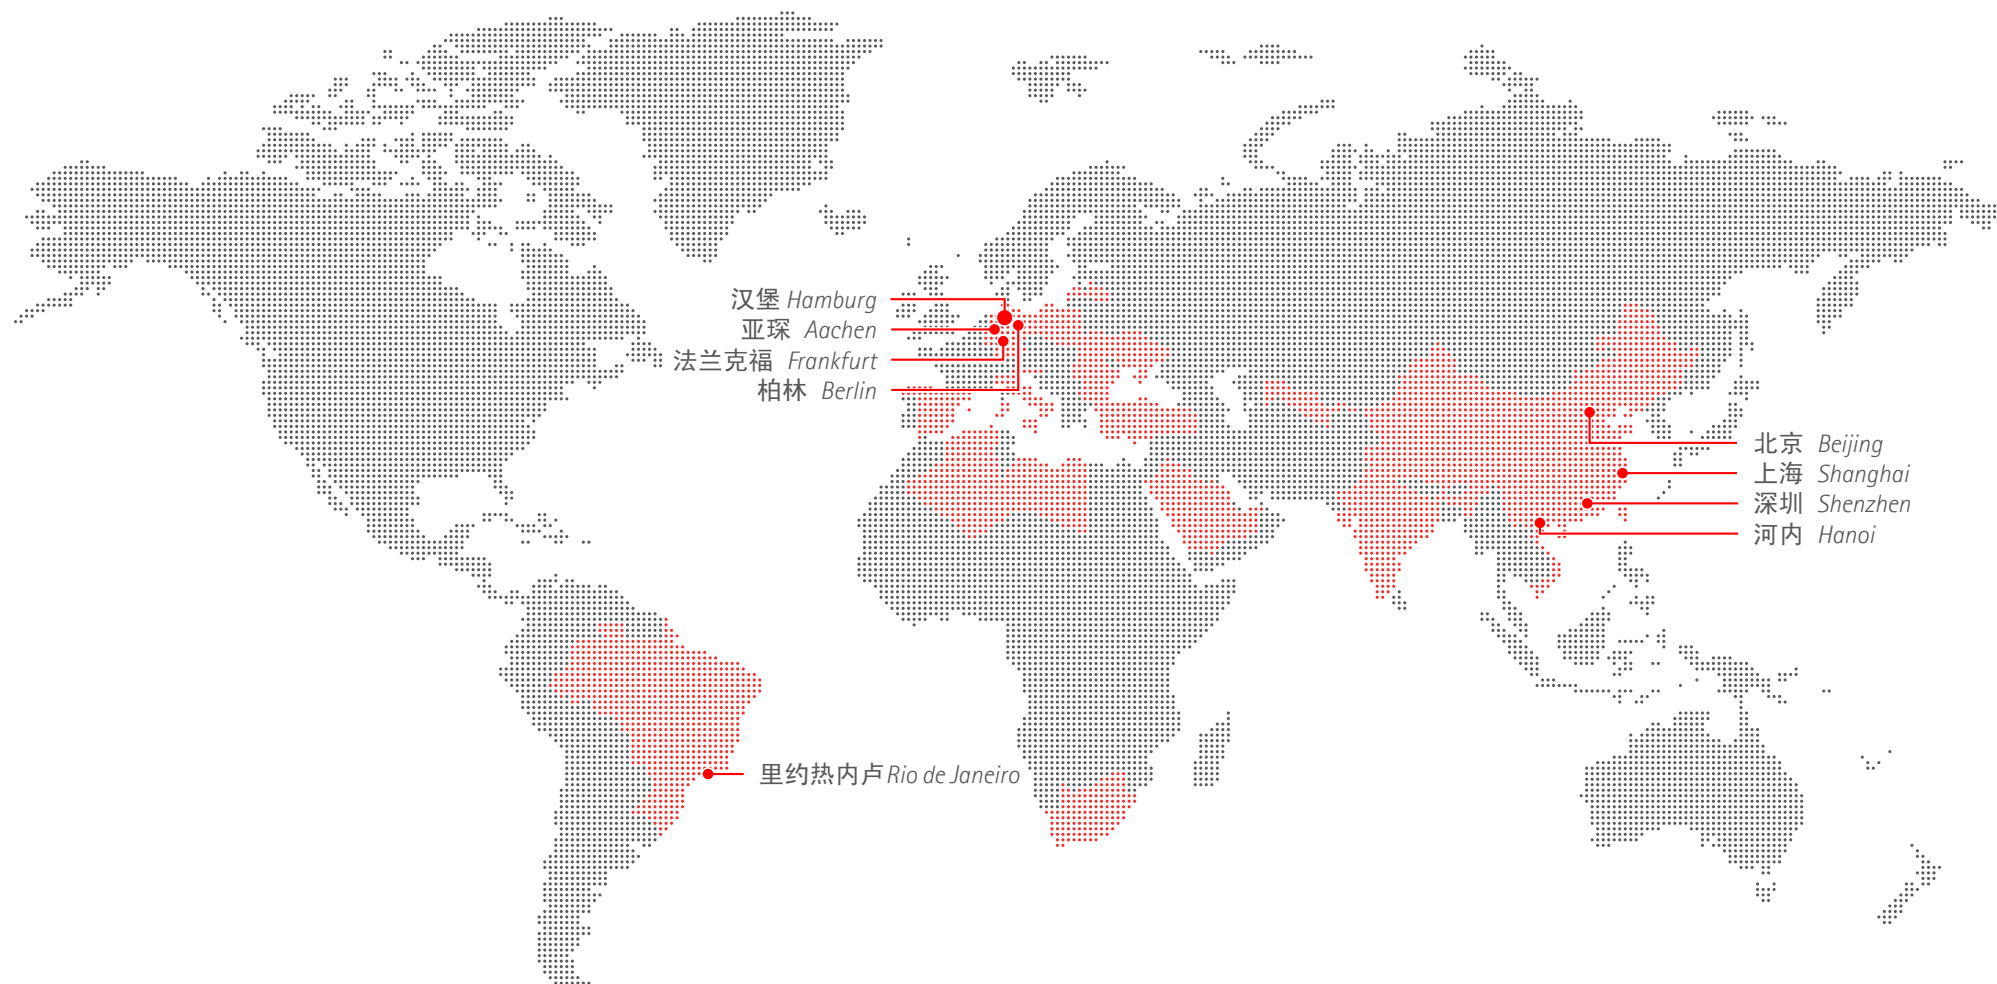 汉堡 Hamburg
亚琛 Aachen
法兰克福 Frankfurt
柏林 Berlin
北京 Beijing
上海 Shanghai
深圳 Shenzhen
河内 Hanoi
里约热内卢 Rio de Janeiro